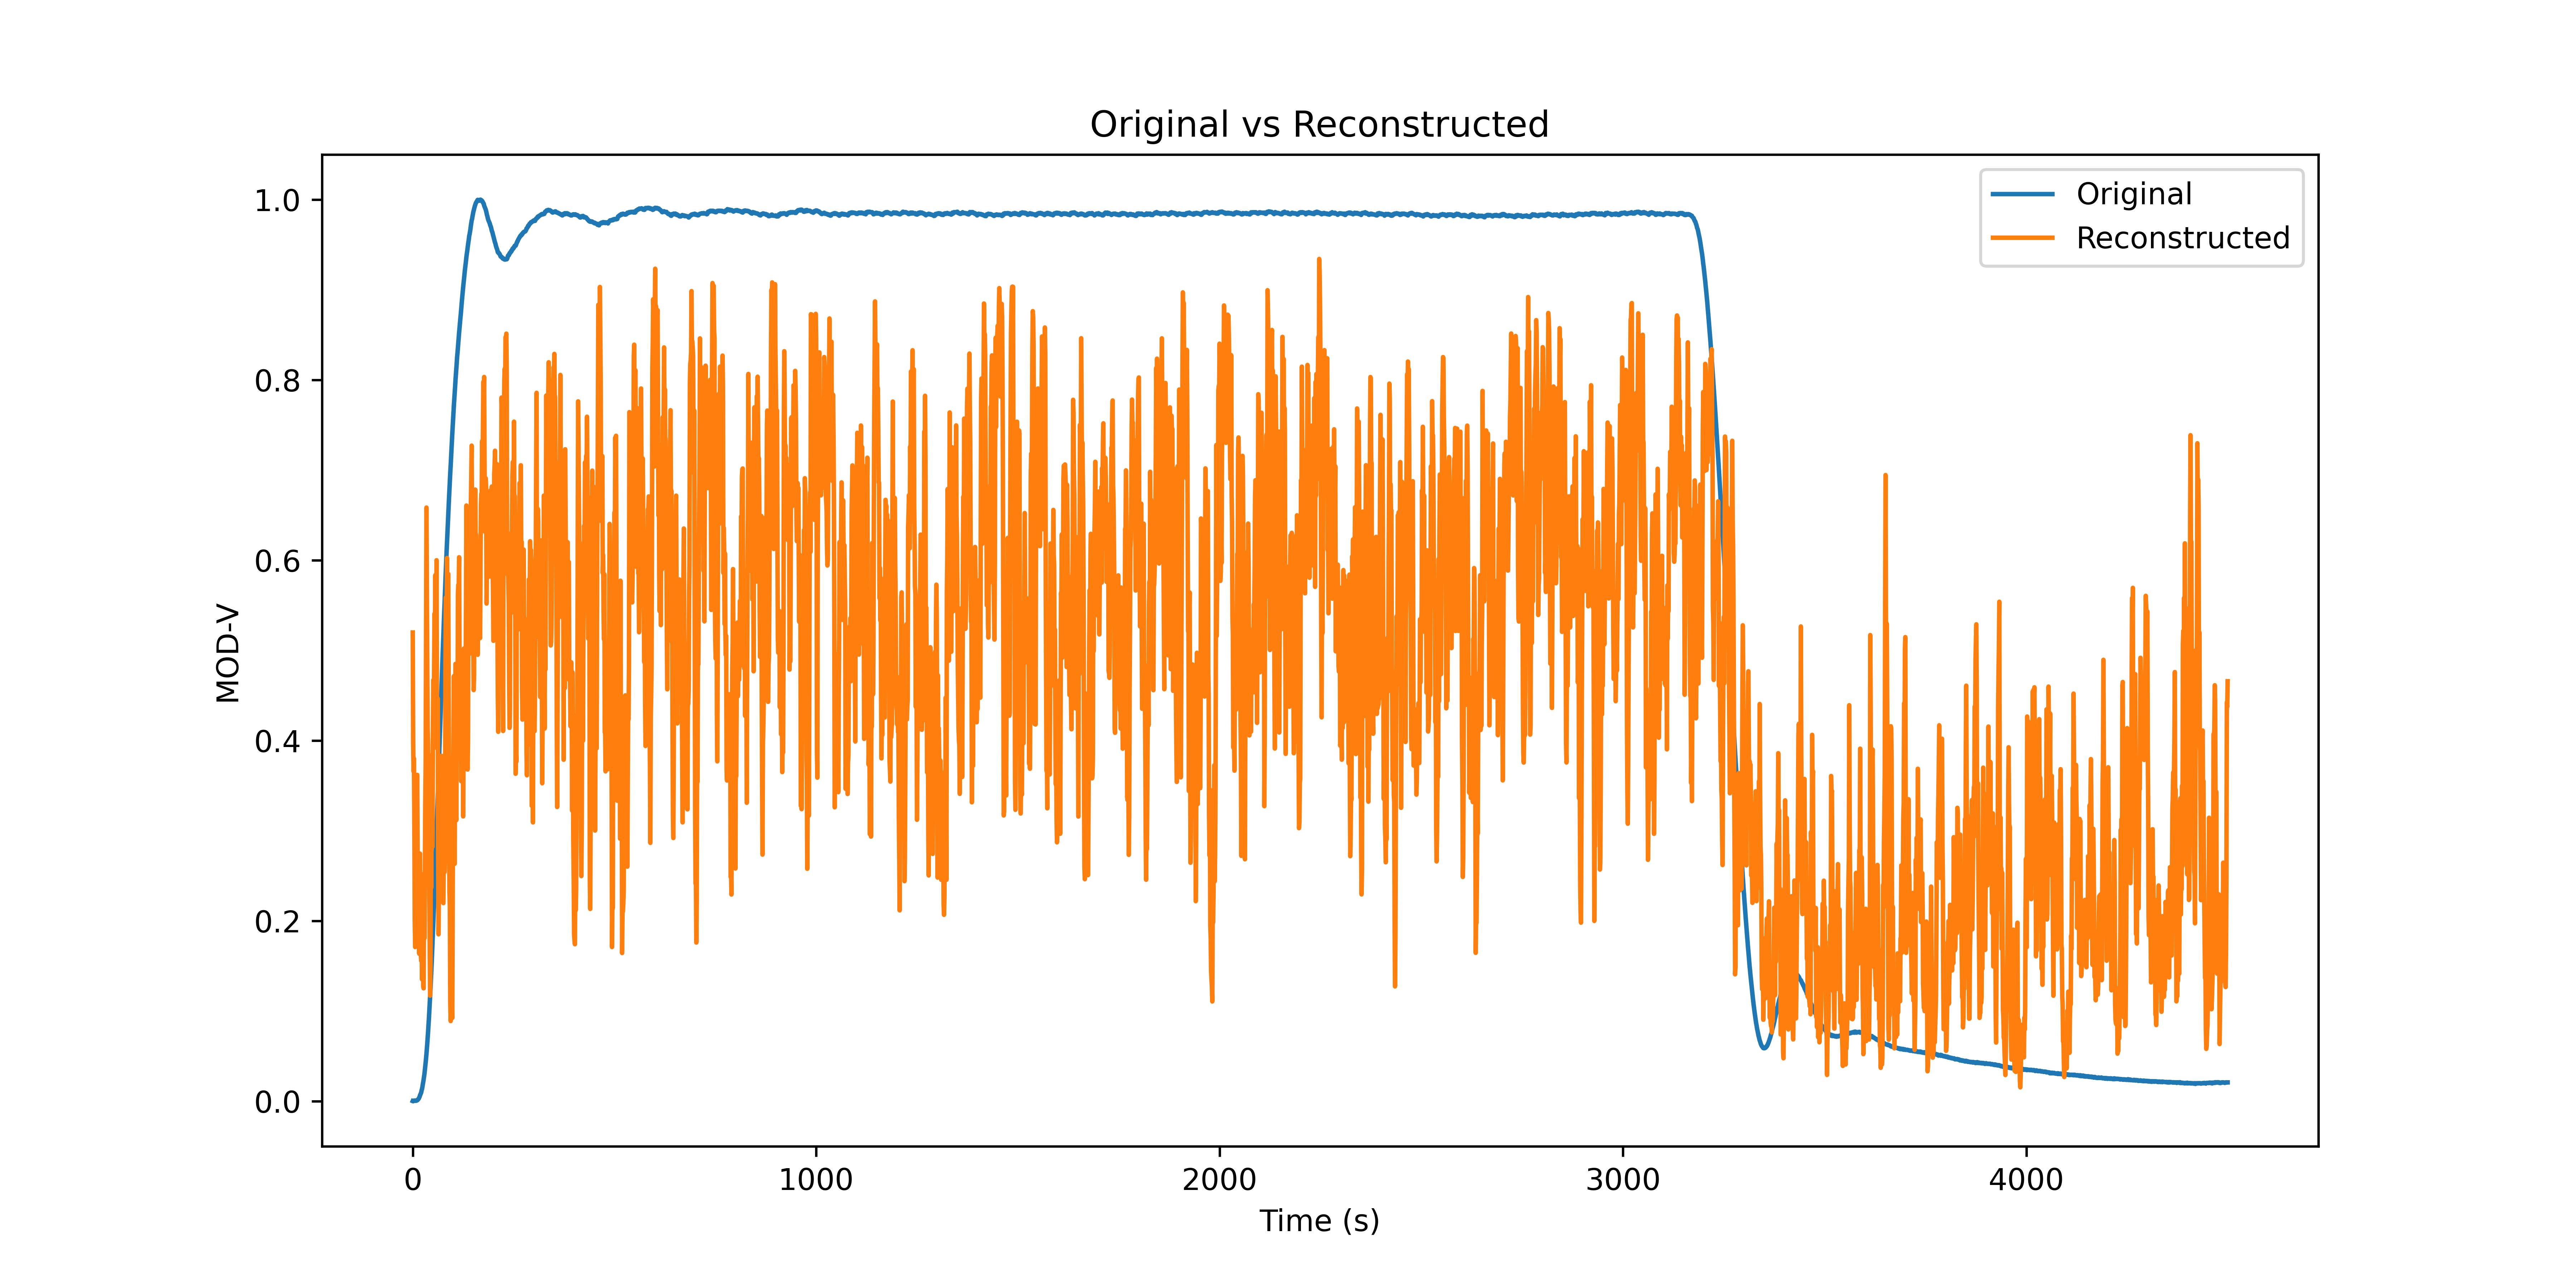 Original vs Reconstructed
Original
Reconstructed
1.0
0.8
0.6
0.4
0.2
0.0
MOD-V
0 1000 2000 3000 4000
Time (s)